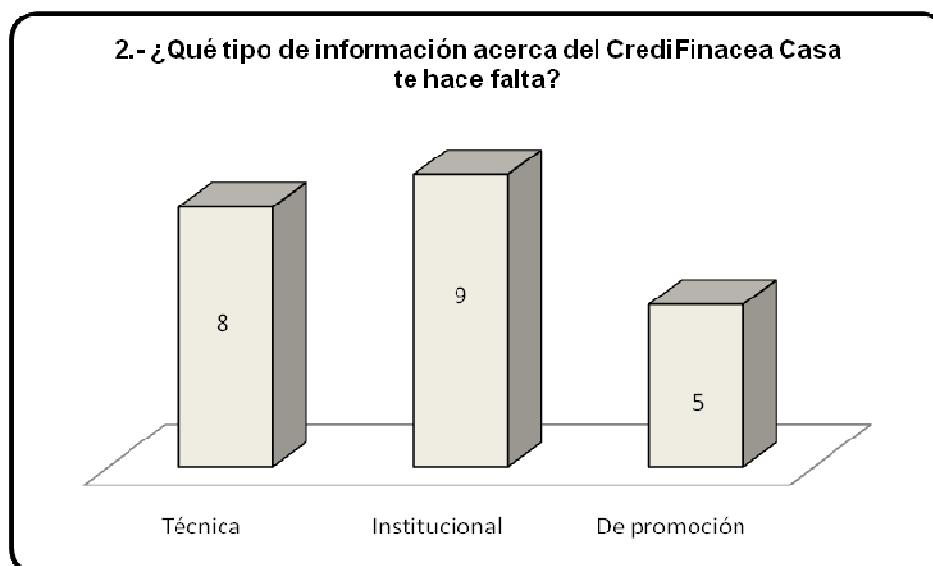 2.- ¿Qué tipo de información acerca del CrediFinacea Casa
te hace falta?
8
9
5
Técnica
Institucional
De promoción